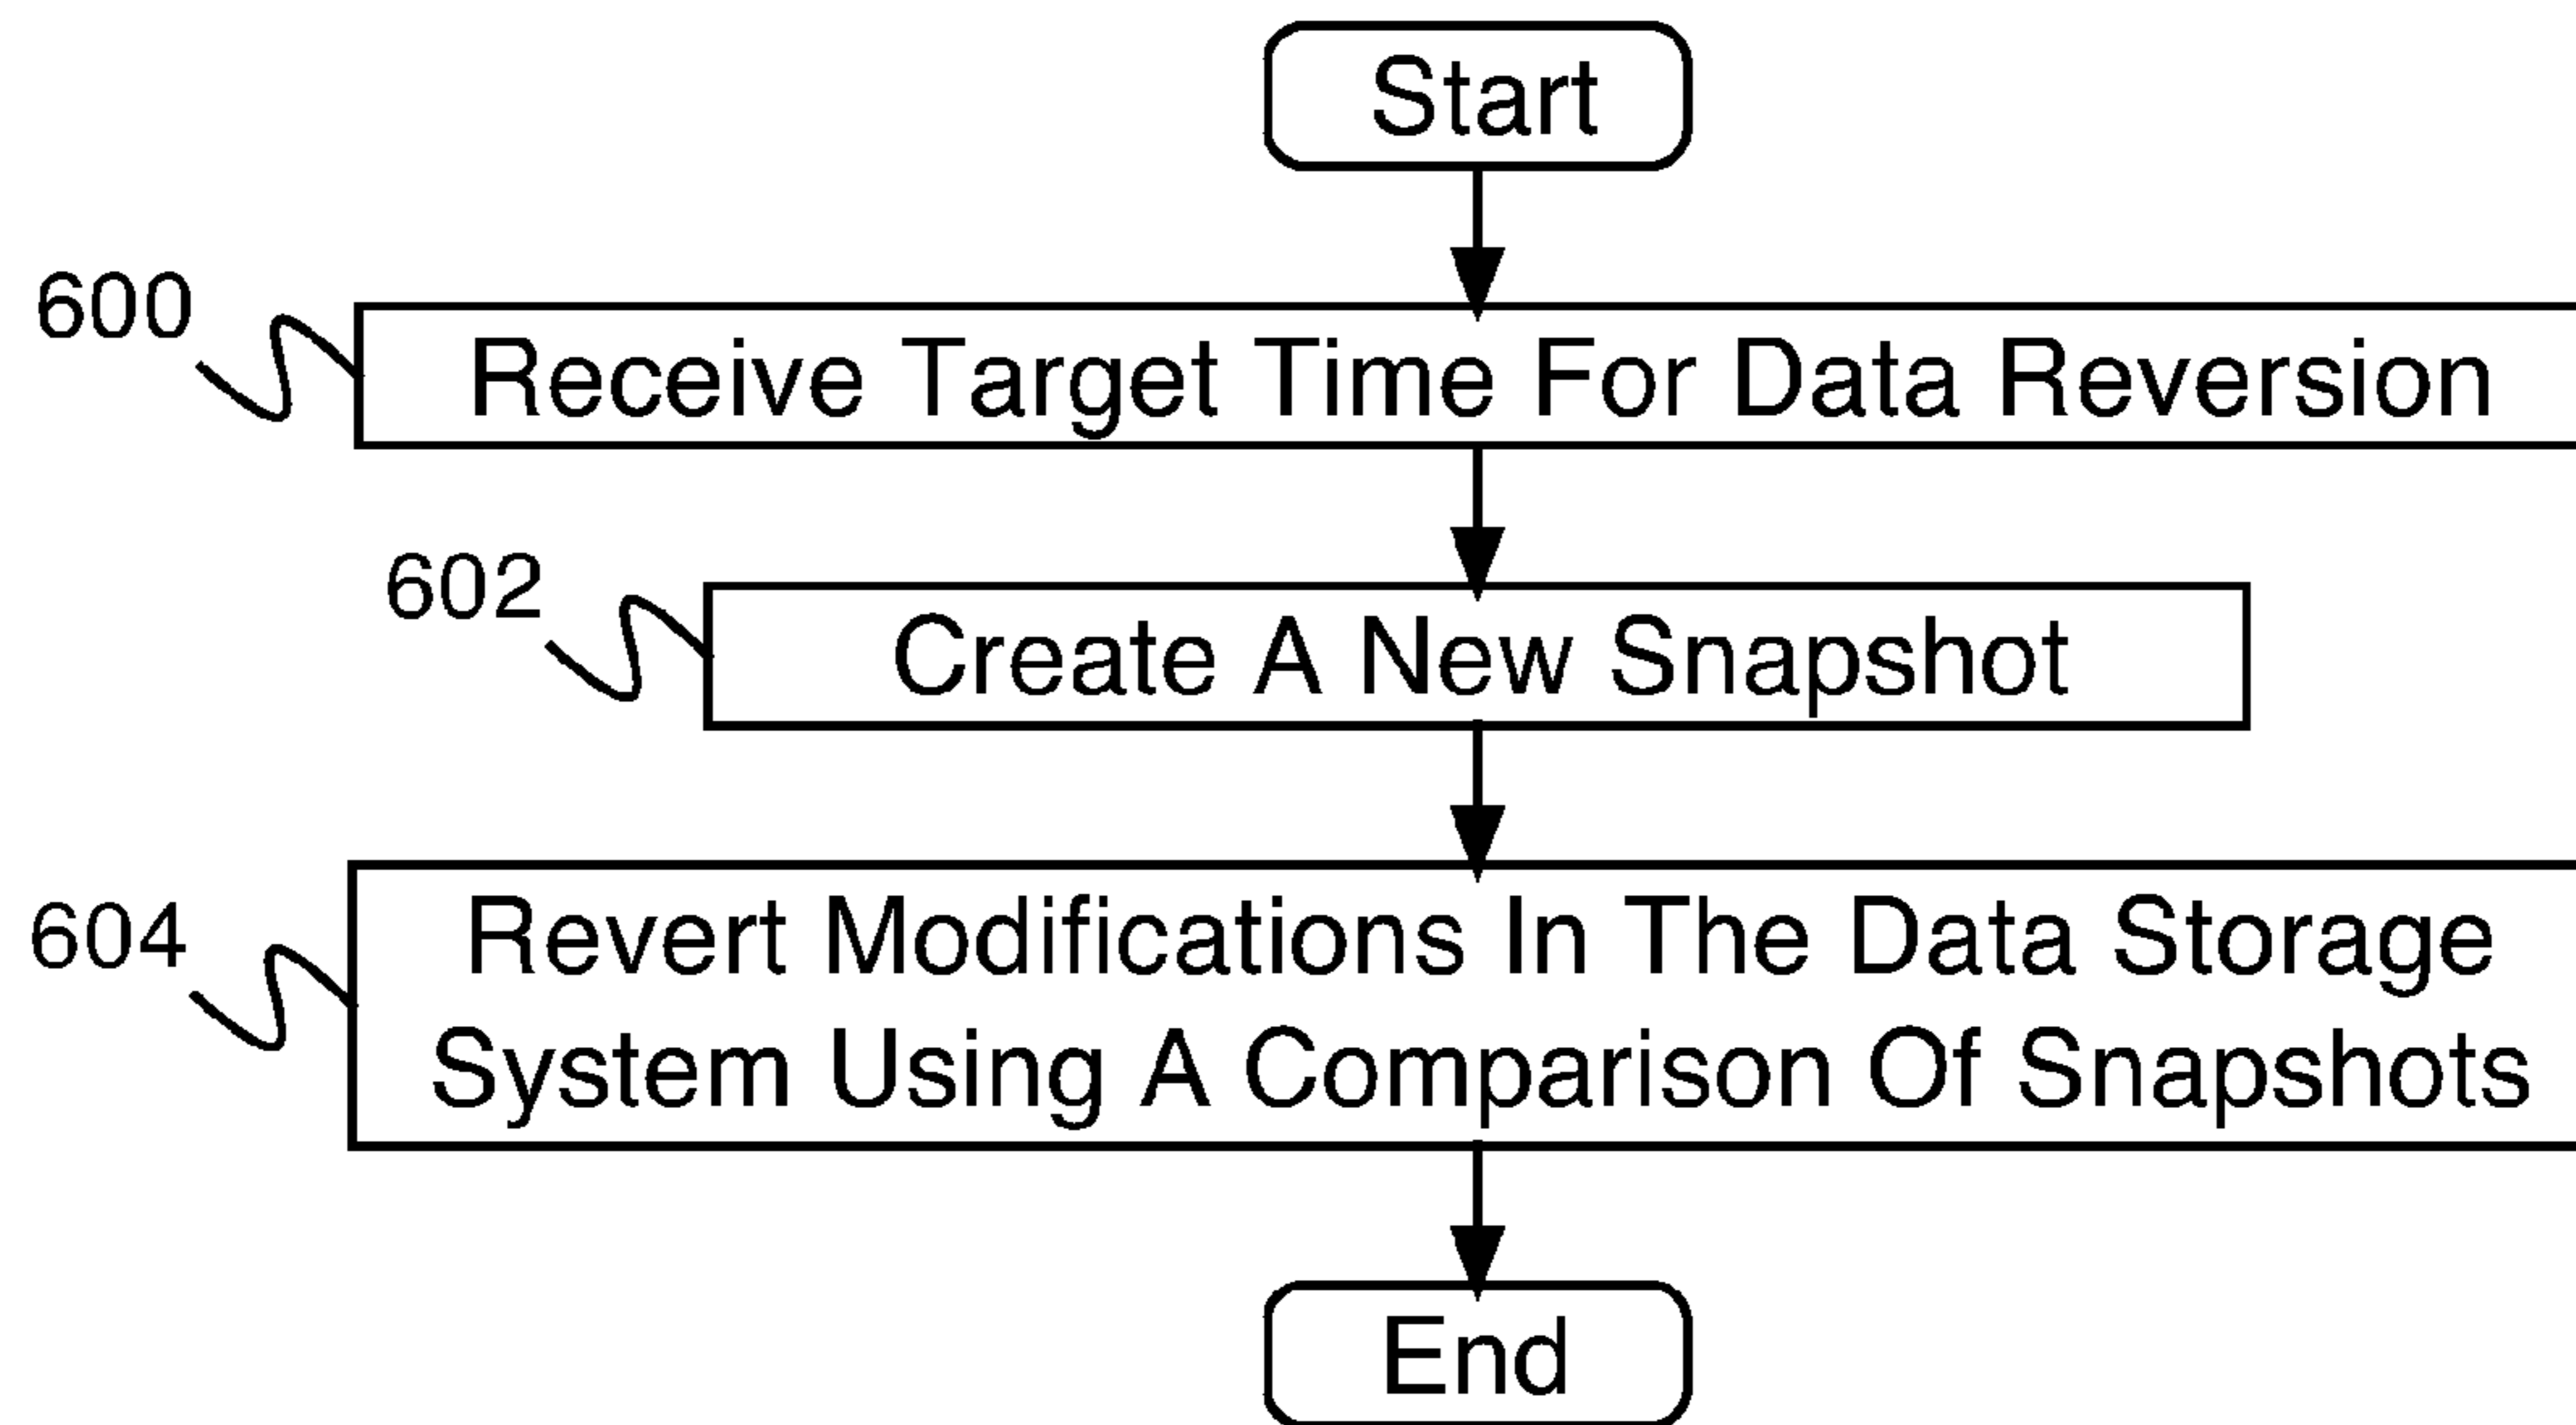 Start
600
Receive Target Time For Data Reversion
602
Create A New Snapshot
604
Revert Modifications In The Data Storage
System Using A Comparison Of Snapshots
End